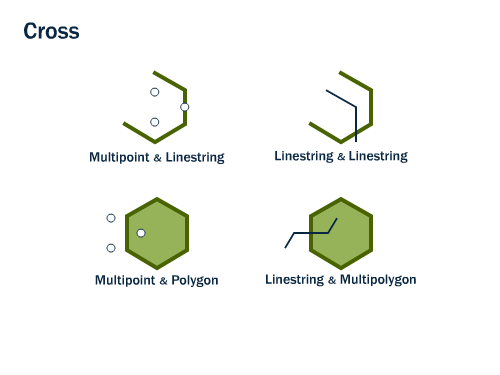 Cross
Multipoint & Linestring
Linestring & Linestring
Multipoint & Polygon
Linestring & Multipolygon